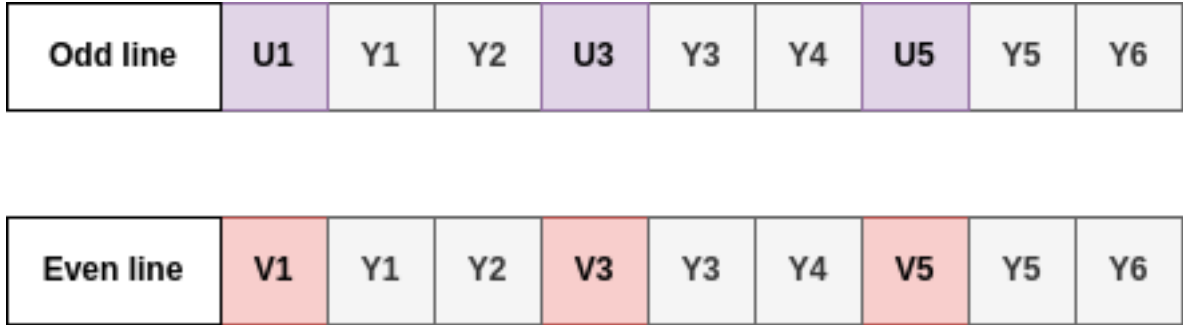 Odd line U1 Y1 Y2 U3 Y3 Y4 U5 Y5 Y6
Even line V1 Y1 Y2 V3 Y3 Y4 V5 Y5 Y6